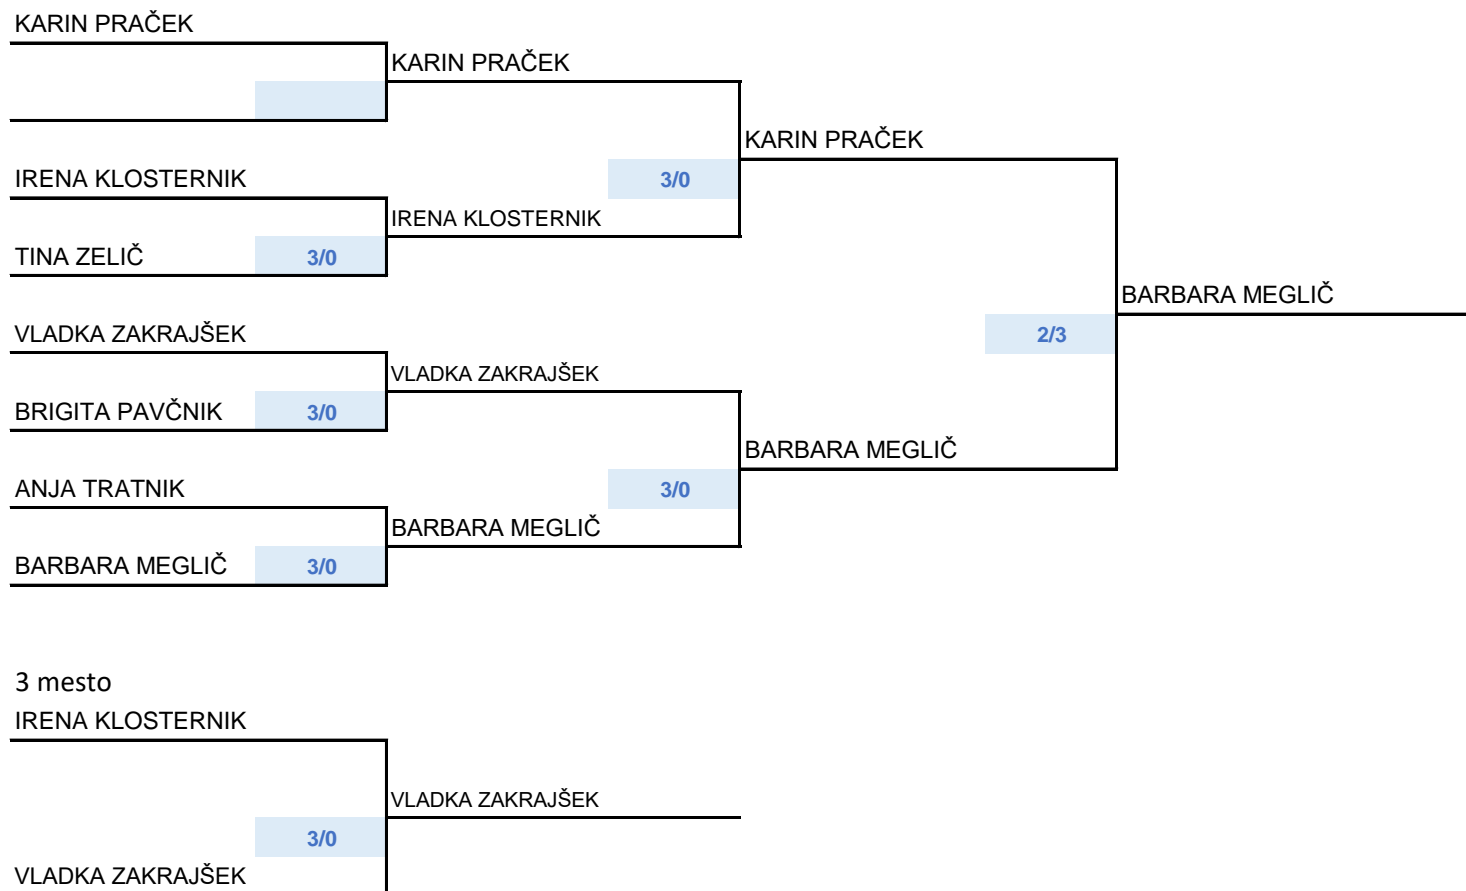 KARIN PRAČEK
KARIN PRAČEK
KARIN PRAČEK
IRENA KLOSTERNIK
3/0
IRENA KLOSTERNIK
TINA ZELIČ
3/0
BARBARA MEGLIČ
VLADKA ZAKRAJŠEK
2/3
VLADKA ZAKRAJŠEK
BRIGITA PAVČNIK
3/0
BARBARA MEGLIČ
ANJA TRATNIK
3/0
BARBARA MEGLIČ
BARBARA MEGLIČ
3/0
3 mesto
IRENA KLOSTERNIK
VLADKA ZAKRAJŠEK
3/0
VLADKA ZAKRAJŠEK